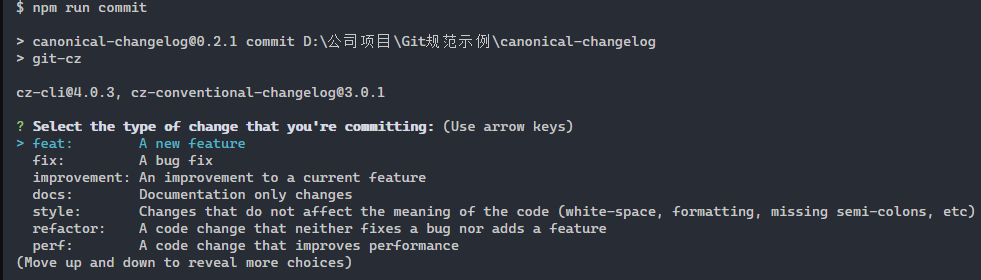 $ npm run commit
> canonical-changelog@0.2.1 commit D:\公司项目\Git规范示例\canonical-changelog
> git-cz
cz-cli@4.0.3, cz-conventional-changelog@3.0.1
? Select the type of change that you're committing: (Use arrow keys)
> feat:        A new feature
  fix:         A bug fix
  improvement: An improvement to a current feature
  docs:        Documentation only changes
  style:       Changes that do not affect the meaning of the code (white-space, formatting, missing semi-colons, etc)
  refactor:    A code change that neither fixes a bug nor adds a feature
  perf:        A code change that improves performance
(Move up and down to reveal more choices)